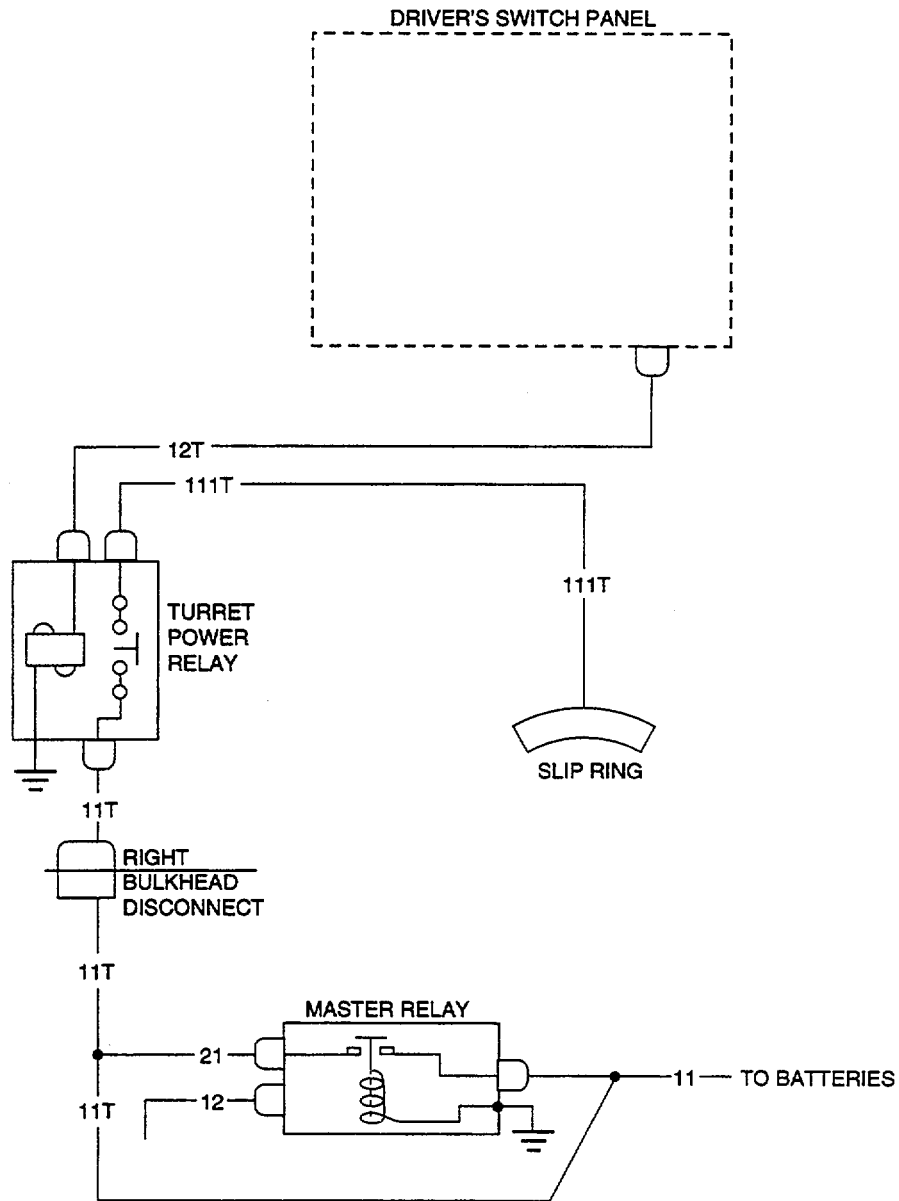 DRIVER'S SWITCH PANEL
12T
111T
111T
TURRET
POWER
RELAY
SLIP RING
11T
RIGHT
BULKHEAD
DISCONNECT
11T
MASTER RELAY
21
11
TO BATTERIES
12
11T